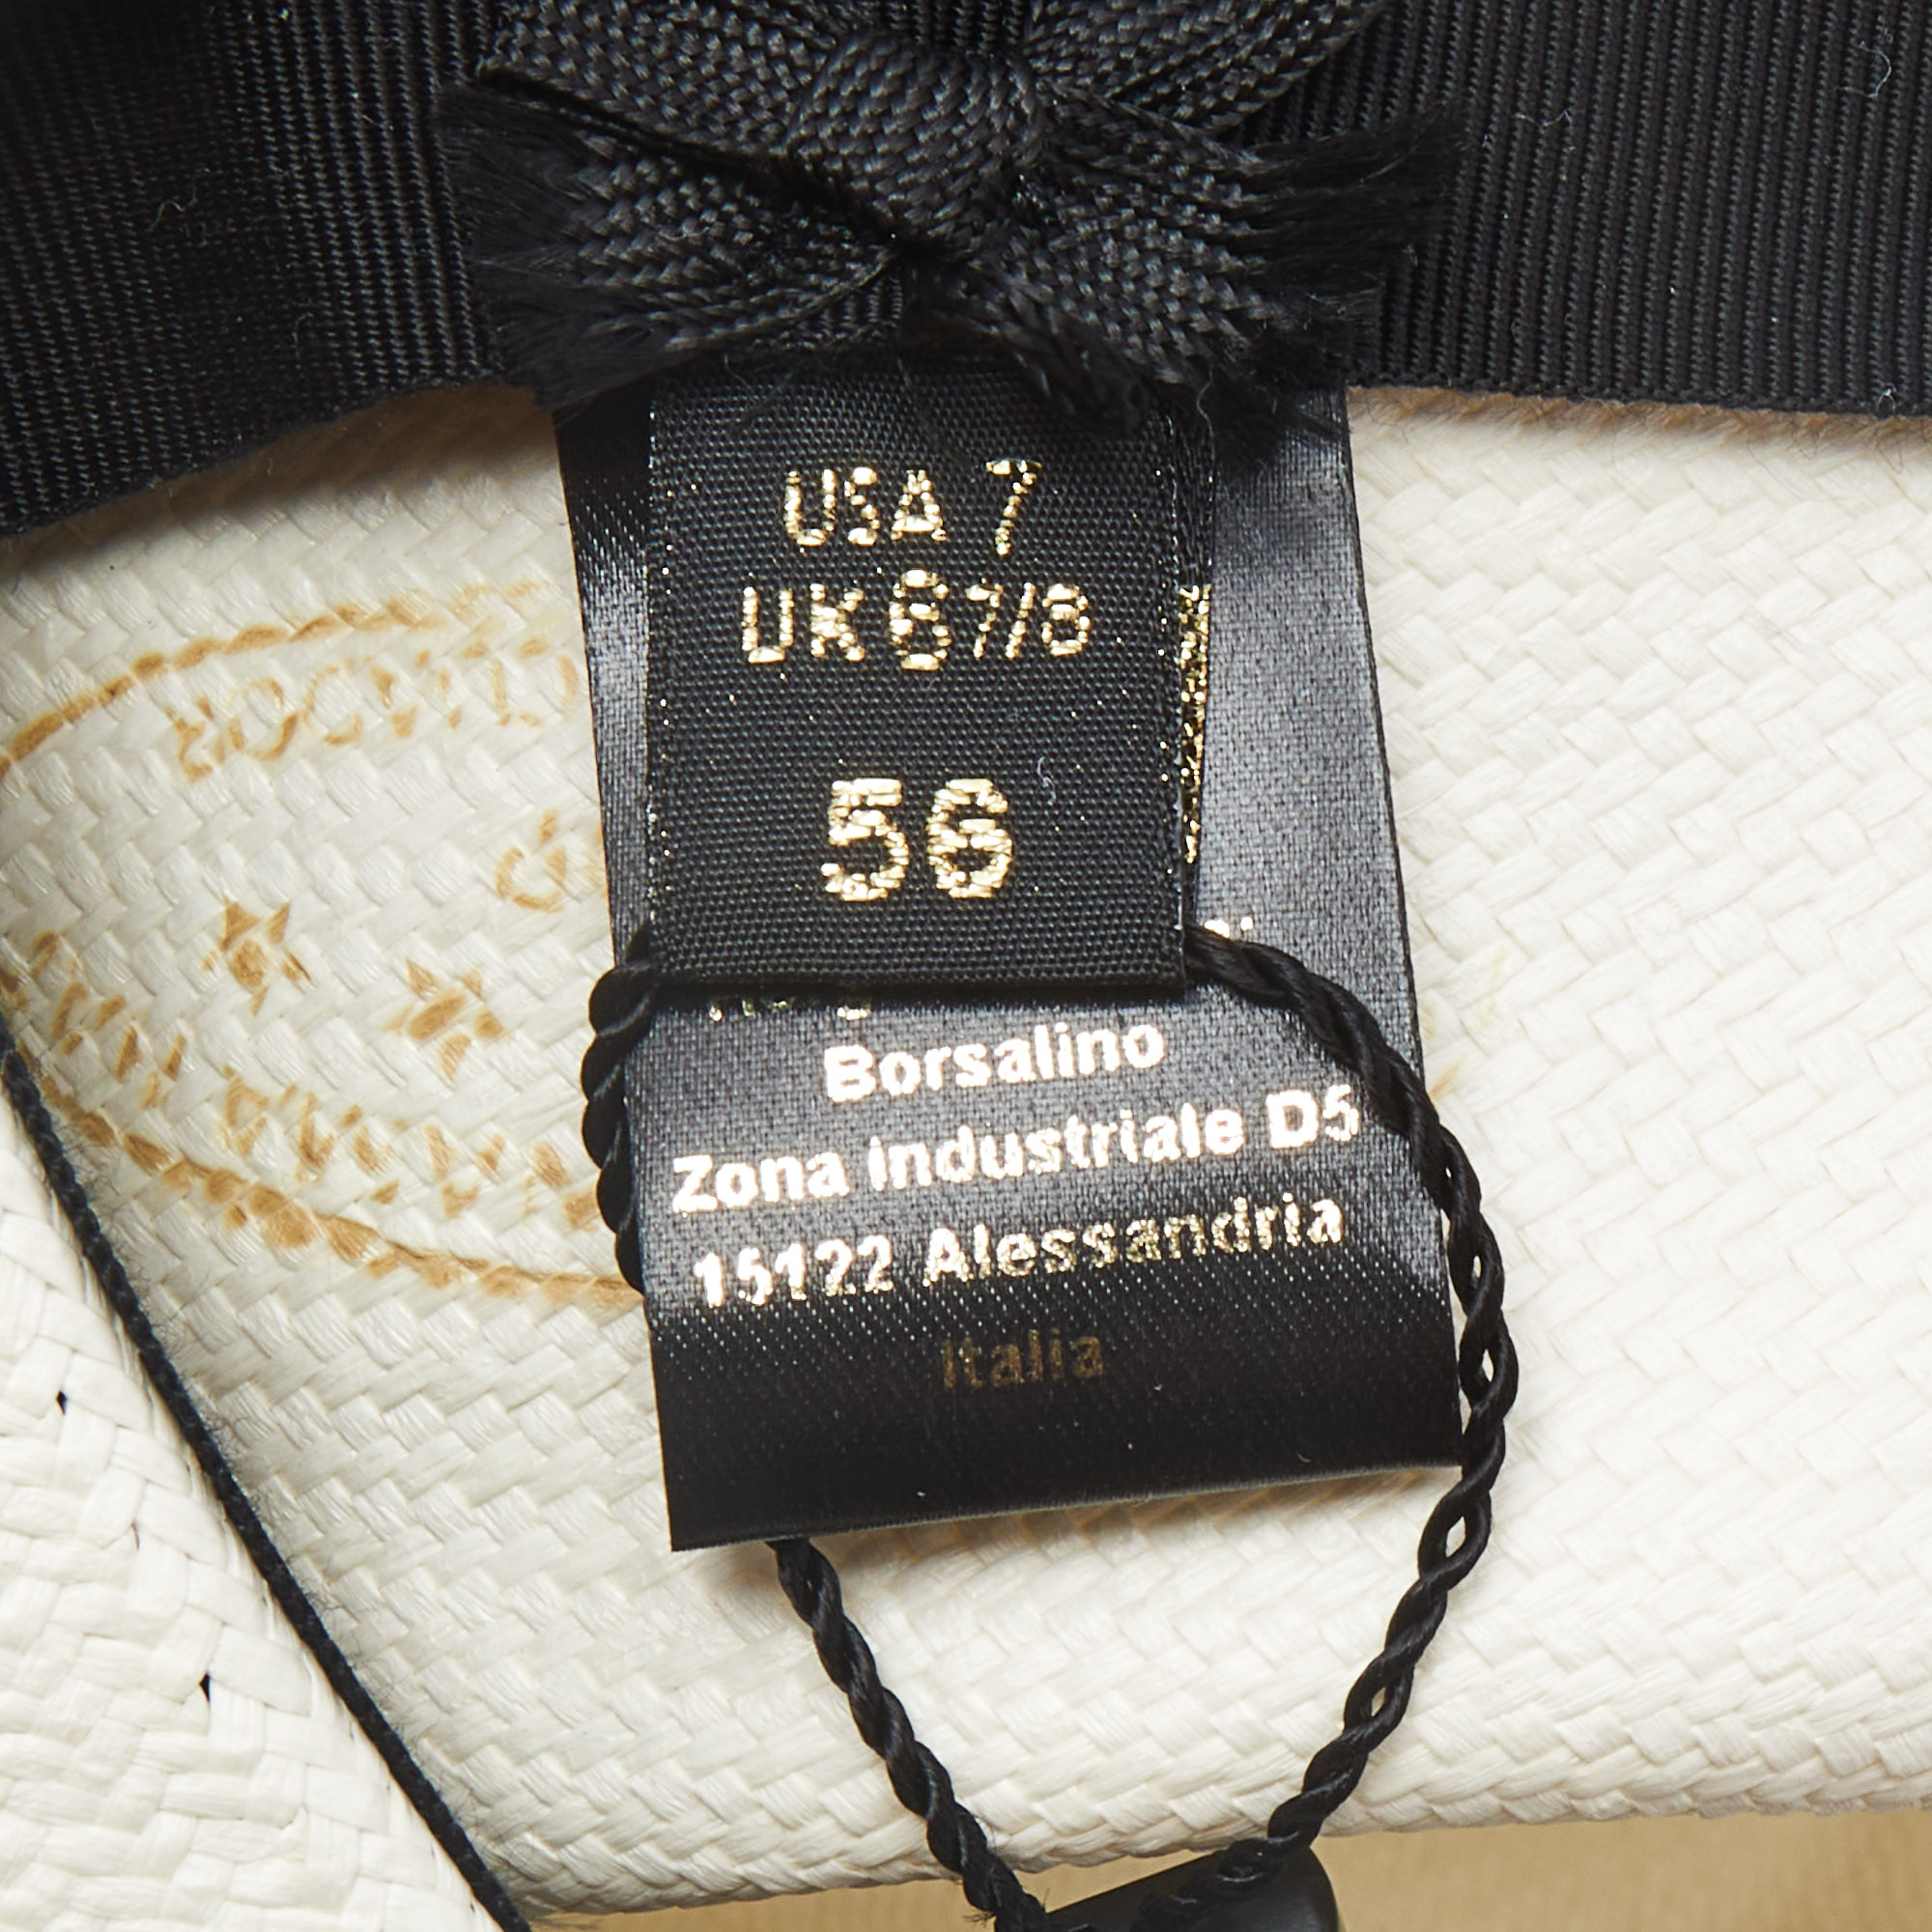 USA 7
UK 6 7/8
56
Borsalino
Zona industriale D5
15122 Alessandria
Italia